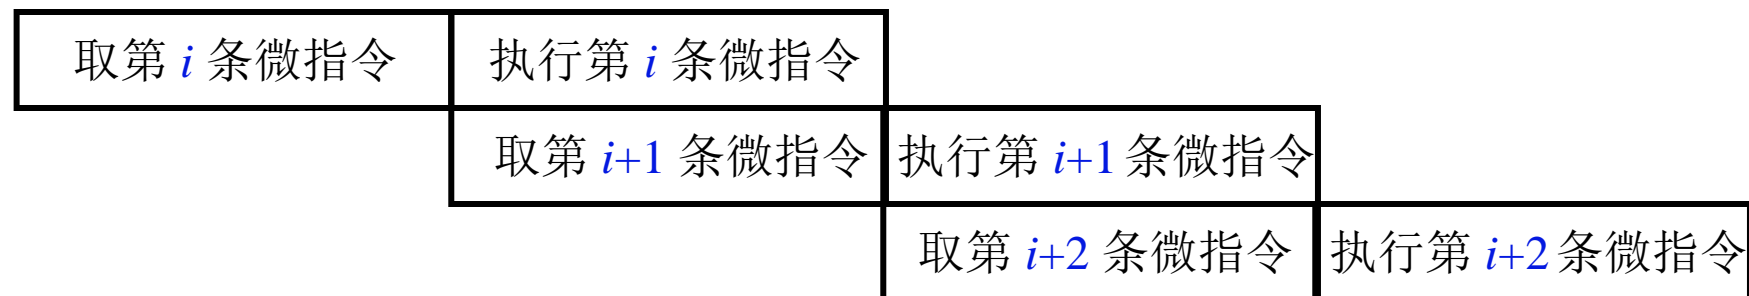 取第 i 条微指令 执行第 i 条微指令
取第 i+1 条微指令 执行第 i+1 条微指令
取第 i+2 条微指令 执行第 i+2 条微指令